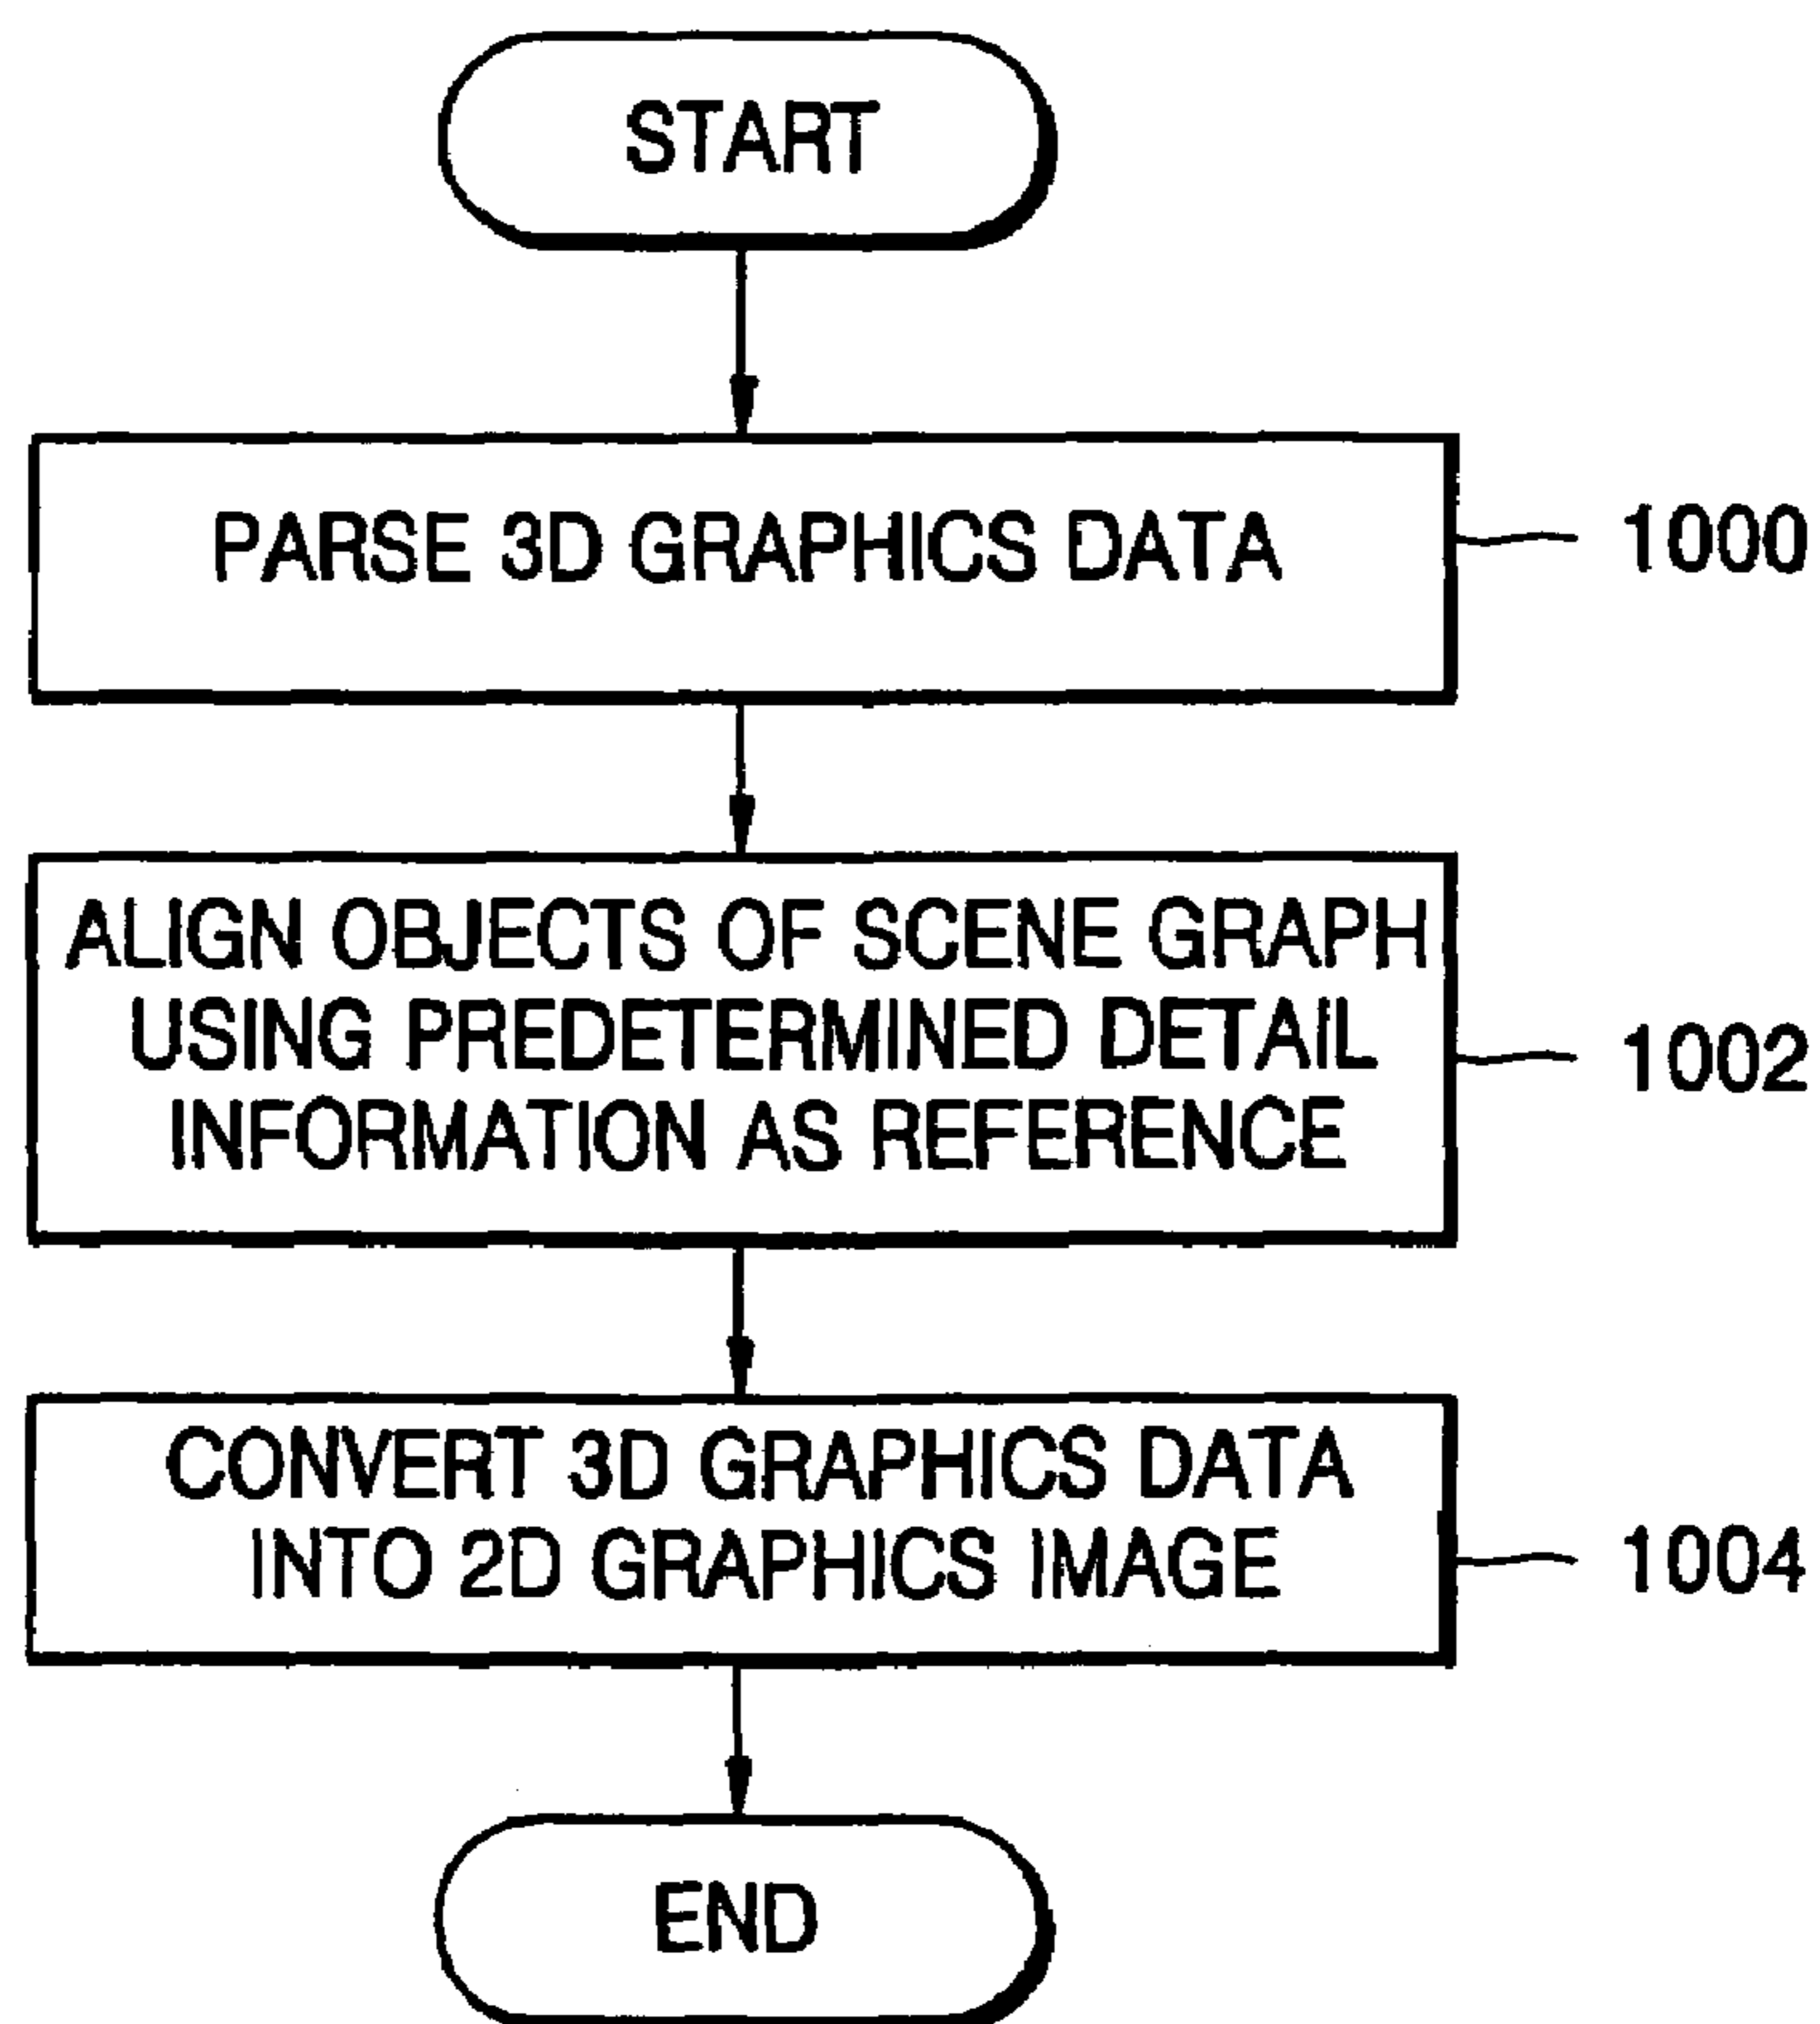 START
PARSE 3D GRAPHICS DATA
1000
ALIGN OBJECTS OF SCENE GRAPH
USING PREDETERMINED DETAIL
INFORMATION AS REFERENCE
1002
CONVERT 3D GRAPHICS DATA
INTO 2D GRAPHICS IMAGE
1004
END